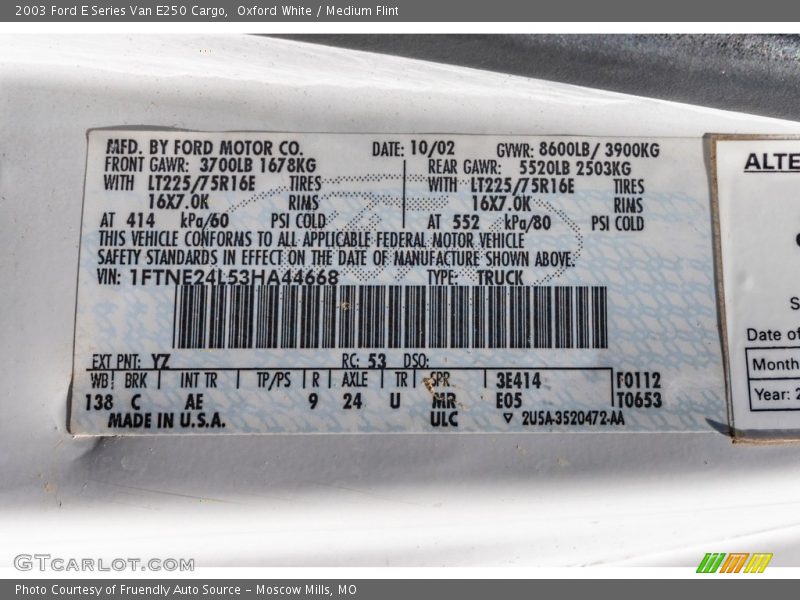 2003 Ford E Series Van E250 Cargo, Oxford White / Medium Flint
MFD. BY FORD MOTOR CO. DATE: 10/02 GVWR: 8600LB/ 3900KG
FRONT GAWR: 3700LB 1678KG REAR GAWR: 5520LB 2503KG
WITH LT225/75R16E TIRES WITH LT225/75R16E TIRES
16X7.0K RIMS 16X7.0K RIMS
AT 414 kPa/60 PSI COLD AT 552 kPa/80 PSI COLD
THIS VEHICLE CONFORMS TO ALL APPLICABLE FEDERAL MOTOR VEHICLE
SAFETY STANDARDS IN EFFECT ON THE DATE OF MANUFACTURE SHOWN ABOVE.
VIN: 1FTNE24L53HA44668 TYPE: TRUCK
EXT PNT: YZ RC: 53 DSO:
WB BRK INT TR TP/PS R AXLE TR SPR 3E414 F0112
138 C AE 9 24 U MR E05 T0653
MADE IN U.S.A. ULC ▽ 2U5A-3520472-AA
ALTE
S
Date of
Month
Year: 2
GTCARLOT.COM
Photo Courtesy of Fruendly Auto Source – Moscow Mills, MO